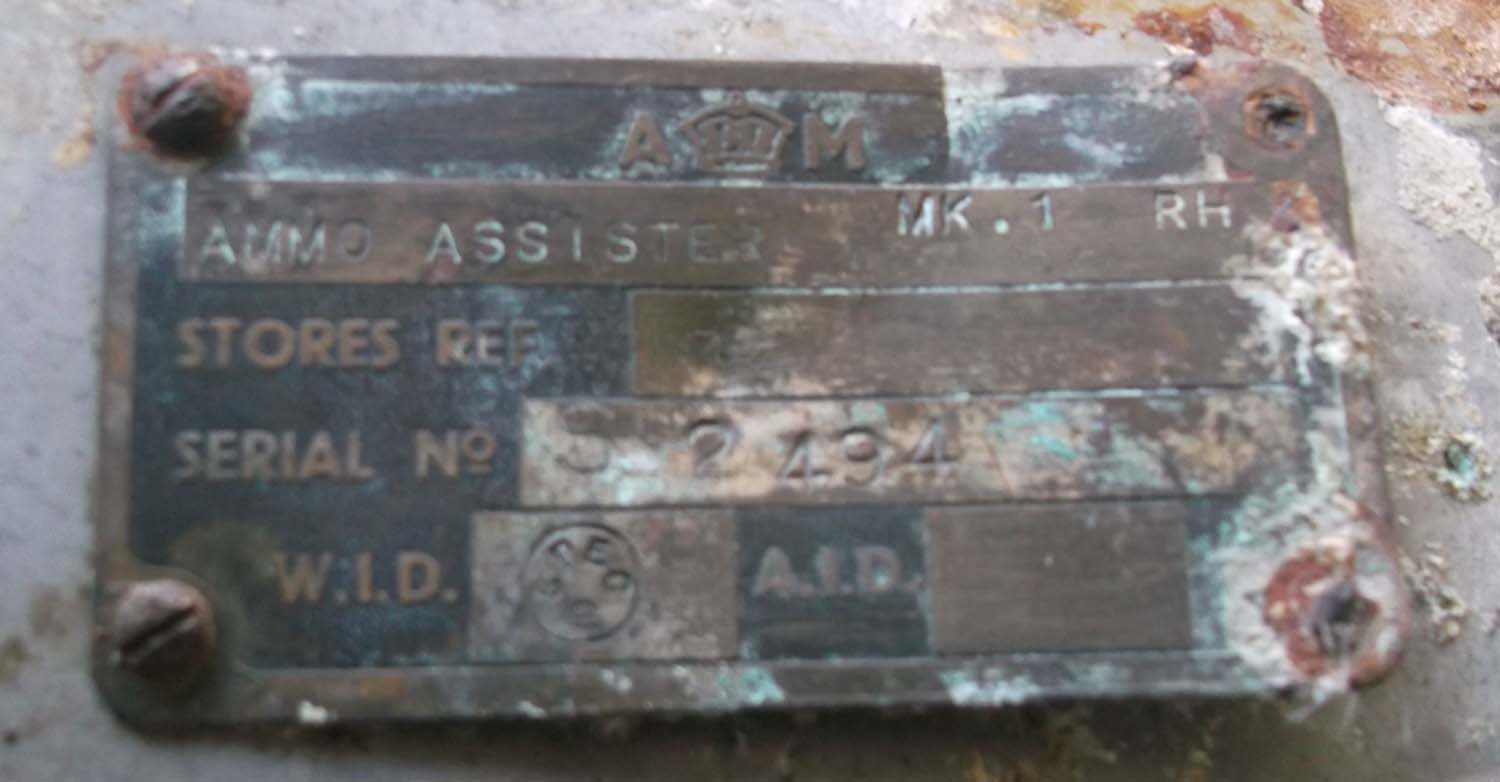 A M
AMMO ASSISTER MK.1 RH
STORES REF.
SERIAL Nº S 2494
W.I.D. A.I.D.